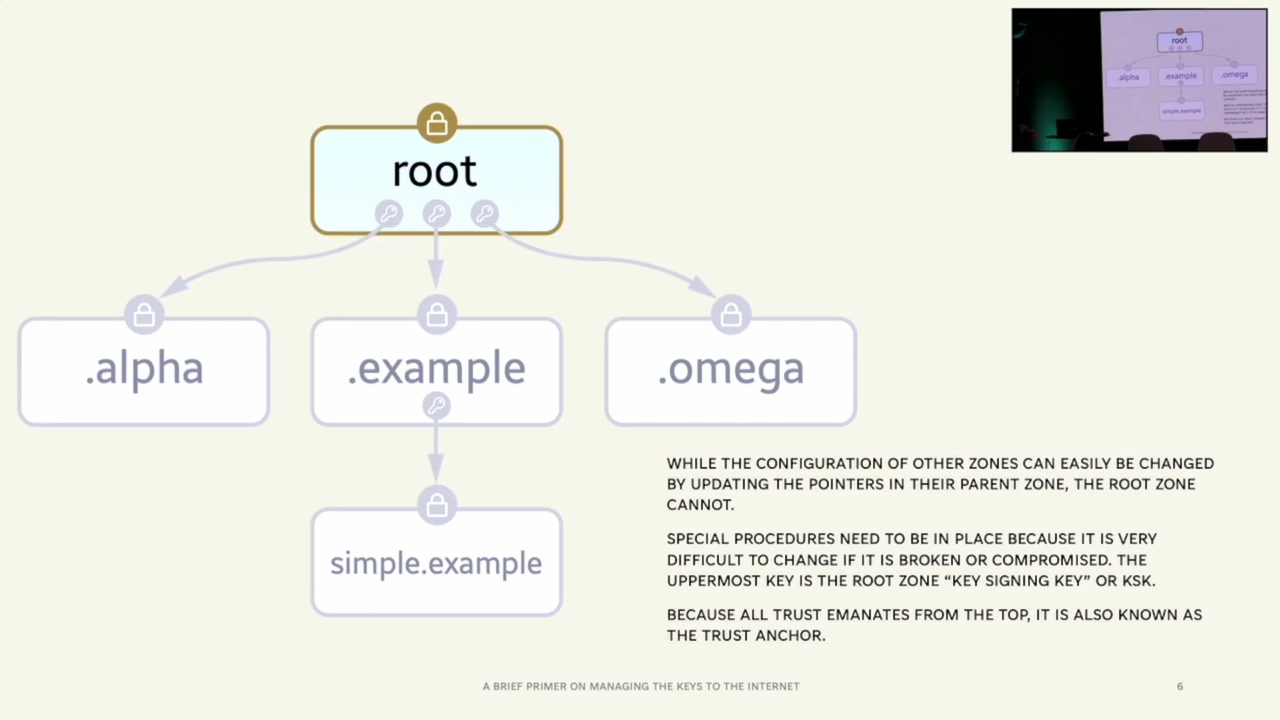 root
.alpha
.example
.omega
simple.example
WHILE THE CONFIGURATION OF OTHER ZONES CAN EASILY BE CHANGED
BY UPDATING THE POINTERS IN THEIR PARENT ZONE, THE ROOT ZONE
CANNOT.
SPECIAL PROCEDURES NEED TO BE IN PLACE BECAUSE IT IS VERY
DIFFICULT TO CHANGE IF IT IS BROKEN OR COMPROMISED. THE
UPPERMOST KEY IS THE ROOT ZONE “KEY SIGNING KEY” OR KSK.
BECAUSE ALL TRUST EMANATES FROM THE TOP, IT IS ALSO KNOWN AS
THE TRUST ANCHOR.
A BRIEF PRIMER ON MANAGING THE KEYS TO THE INTERNET
6
root
.alpha
.example
.omega
simple.example